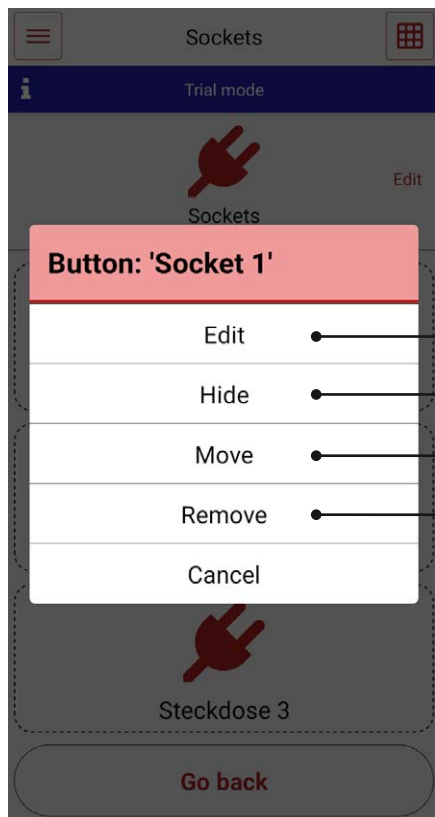 Sockets
Trial mode
Edit
Sockets
Button: 'Socket 1'
Edit
Hide
Move
Remove
Cancel
Steckdose 3
Go back